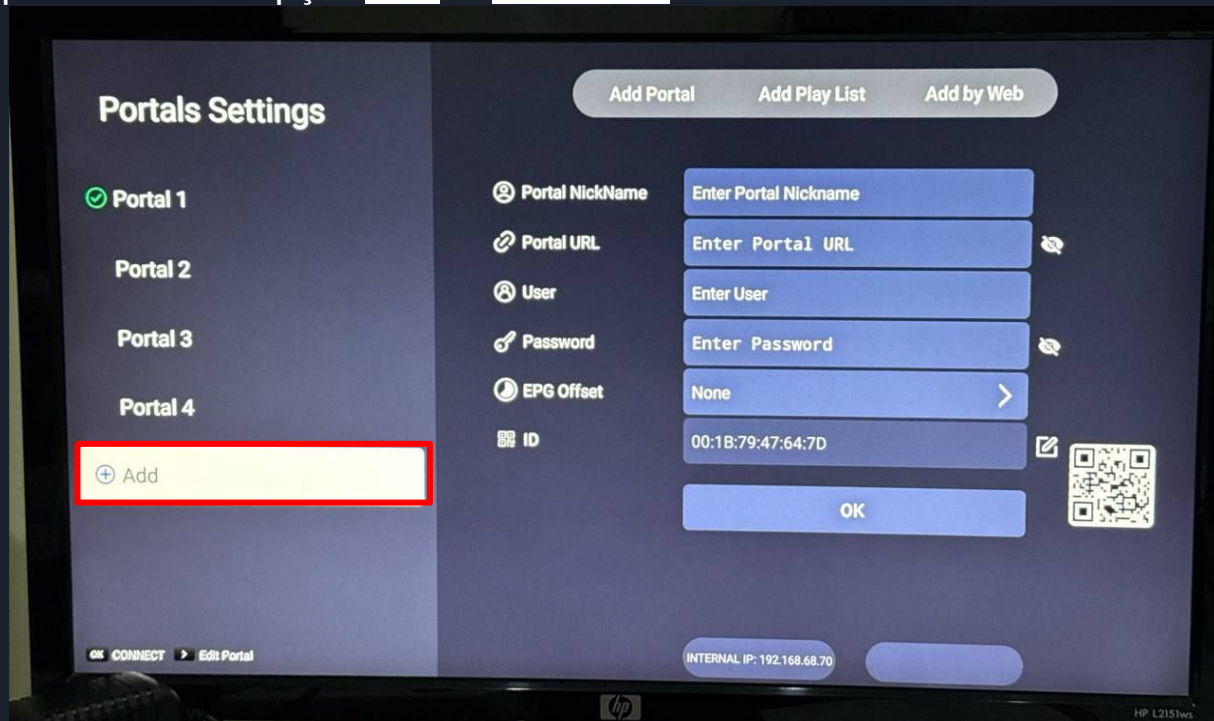 Portals Settings
Portal 1
Portal 2
Portal 3
Portal 4
Add
OK CONNECT > Edit Portal
Add Portal Add Play List Add by Web
Portal NickName Enter Portal Nickname
Portal URL Enter Portal URL
User Enter User
Password Enter Password
EPG Offset None
ID 00:1B:79:47:64:7D
OK
INTERNAL IP: 192.168.68.70
hp
HP L2151ws